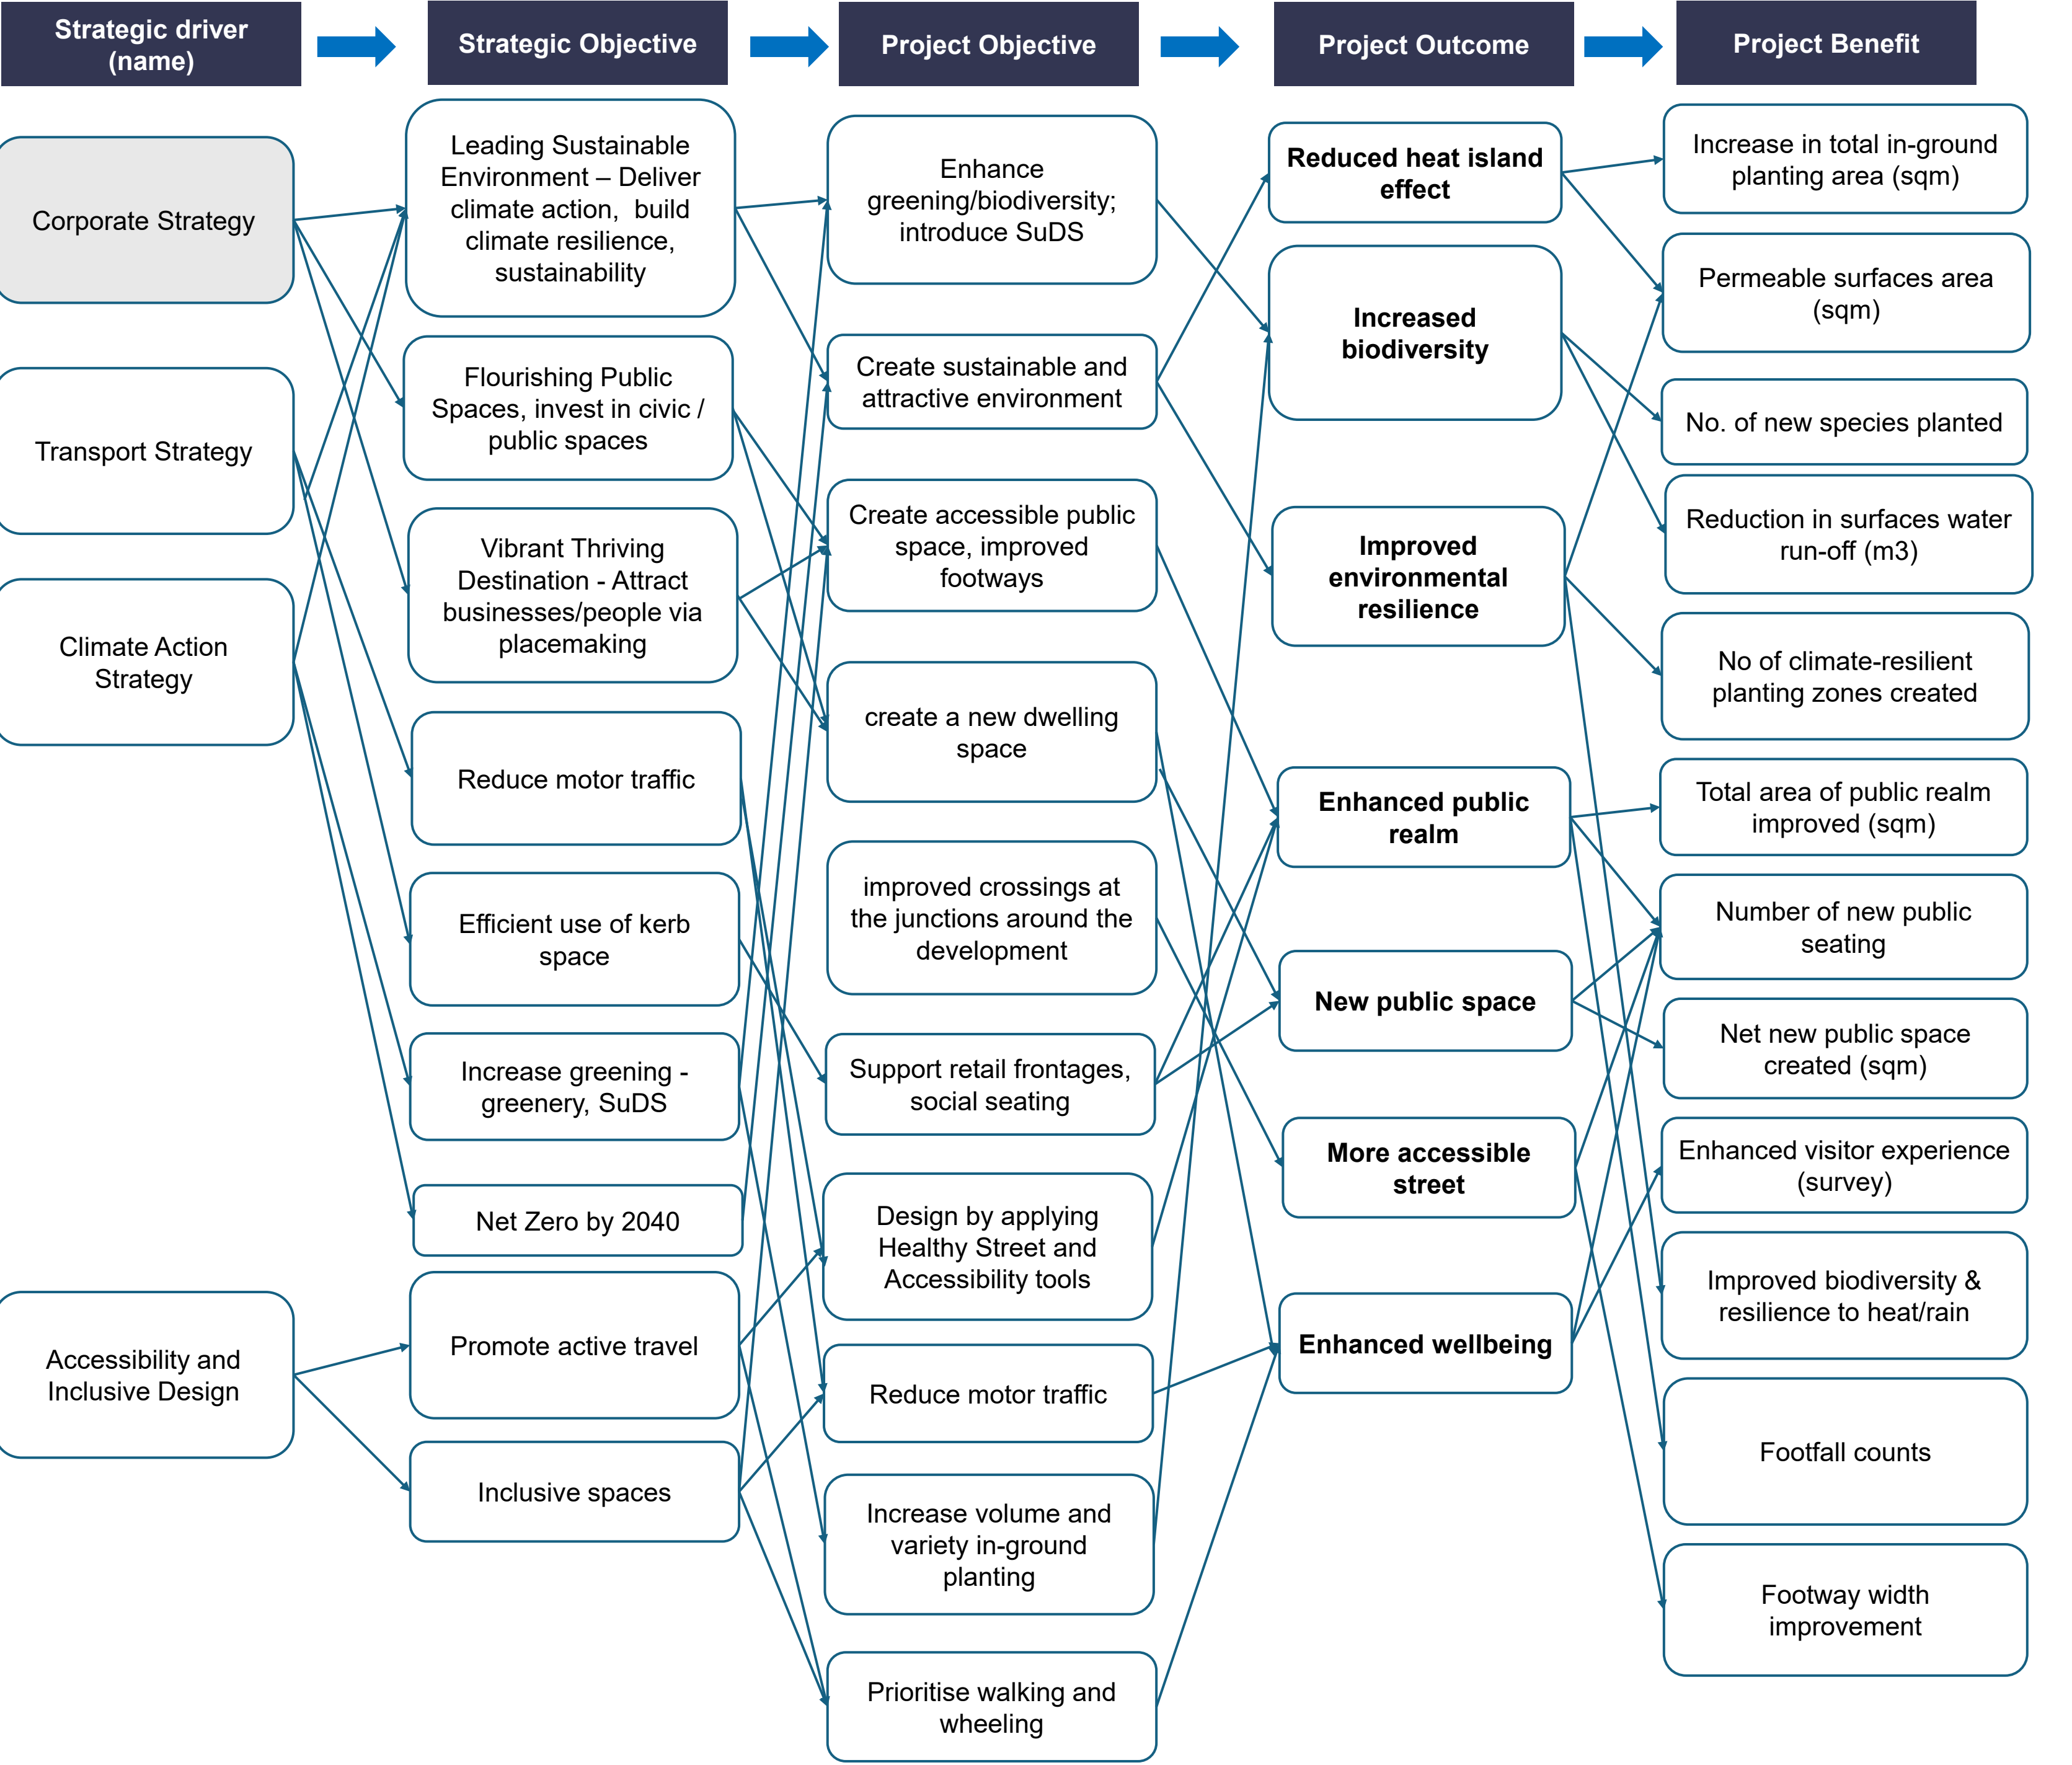 Strategic driver
(name)
Strategic Objective
Project Objective
Project Outcome
Project Benefit
Corporate Strategy
Transport Strategy
Climate Action
Strategy
Accessibility and
Inclusive Design
Leading Sustainable
Environment – Deliver
climate action,  build
climate resilience,
sustainability
Flourishing Public
Spaces, invest in civic /
public spaces
Vibrant Thriving
Destination - Attract
businesses/people via
placemaking
Reduce motor traffic
Efficient use of kerb
space
Increase greening -
greenery, SuDS
Net Zero by 2040
Promote active travel
Inclusive spaces
Enhance
greening/biodiversity;
introduce SuDS
Create sustainable and
attractive environment
Create accessible public
space, improved
footways
create a new dwelling
space
improved crossings at
the junctions around the
development
Support retail frontages,
social seating
Design by applying
Healthy Street and
Accessibility tools
Reduce motor traffic
Increase volume and
variety in-ground
planting
Prioritise walking and
wheeling
Reduced heat island
effect
Increased
biodiversity
Improved
environmental
resilience
Enhanced public
realm
New public space
More accessible
street
Enhanced wellbeing
Increase in total in-ground
planting area (sqm)
Permeable surfaces area
(sqm)
No. of new species planted
Reduction in surfaces water
run-off (m3)
No of climate-resilient
planting zones created
Total area of public realm
improved (sqm)
Number of new public
seating
Net new public space
created (sqm)
Enhanced visitor experience
(survey)
Improved biodiversity &
resilience to heat/rain
Footfall counts
Footway width
improvement